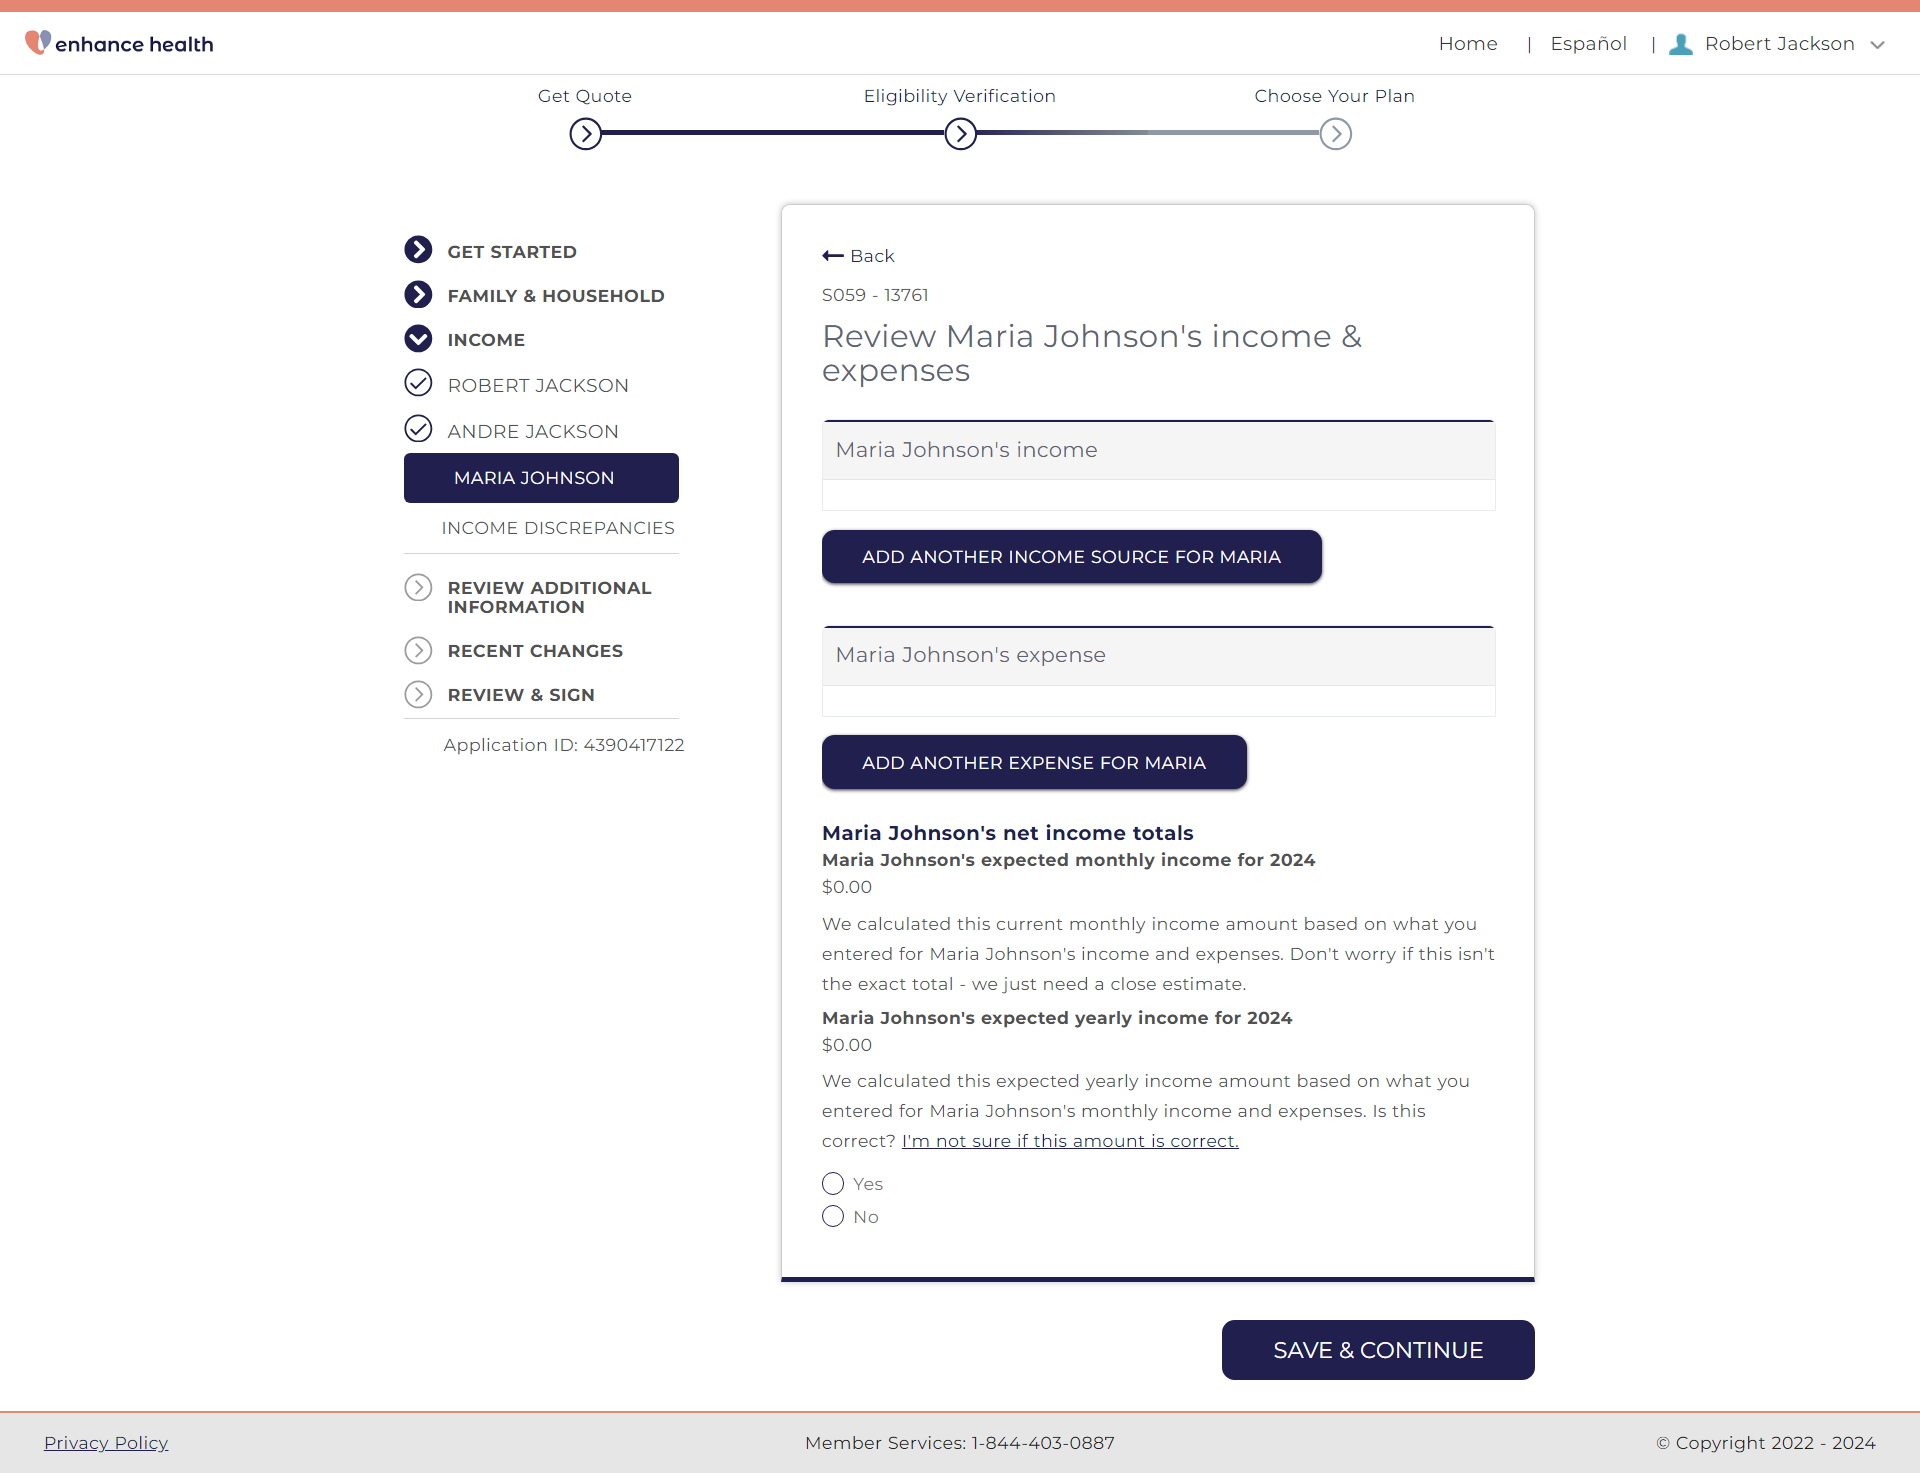 enhance health
Home | Español | Robert Jackson
Get Quote
Eligibility Verification
Choose Your Plan
GET STARTED
FAMILY & HOUSEHOLD
INCOME
ROBERT JACKSON
ANDRE JACKSON
MARIA JOHNSON
INCOME DISCREPANCIES
REVIEW ADDITIONAL
INFORMATION
RECENT CHANGES
REVIEW & SIGN
Application ID: 4390417122
Back
S059 - 13761
Review Maria Johnson's income &
expenses
Maria Johnson's income
ADD ANOTHER INCOME SOURCE FOR MARIA
Maria Johnson's expense
ADD ANOTHER EXPENSE FOR MARIA
Maria Johnson's net income totals
Maria Johnson's expected monthly income for 2024
$0.00
We calculated this current monthly income amount based on what you
entered for Maria Johnson's income and expenses. Don't worry if this isn't
the exact total - we just need a close estimate.
Maria Johnson's expected yearly income for 2024
$0.00
We calculated this expected yearly income amount based on what you
entered for Maria Johnson's monthly income and expenses. Is this
correct? I'm not sure if this amount is correct.
Yes
No
SAVE & CONTINUE
Privacy Policy
Member Services: 1-844-403-0887
© Copyright 2022 - 2024